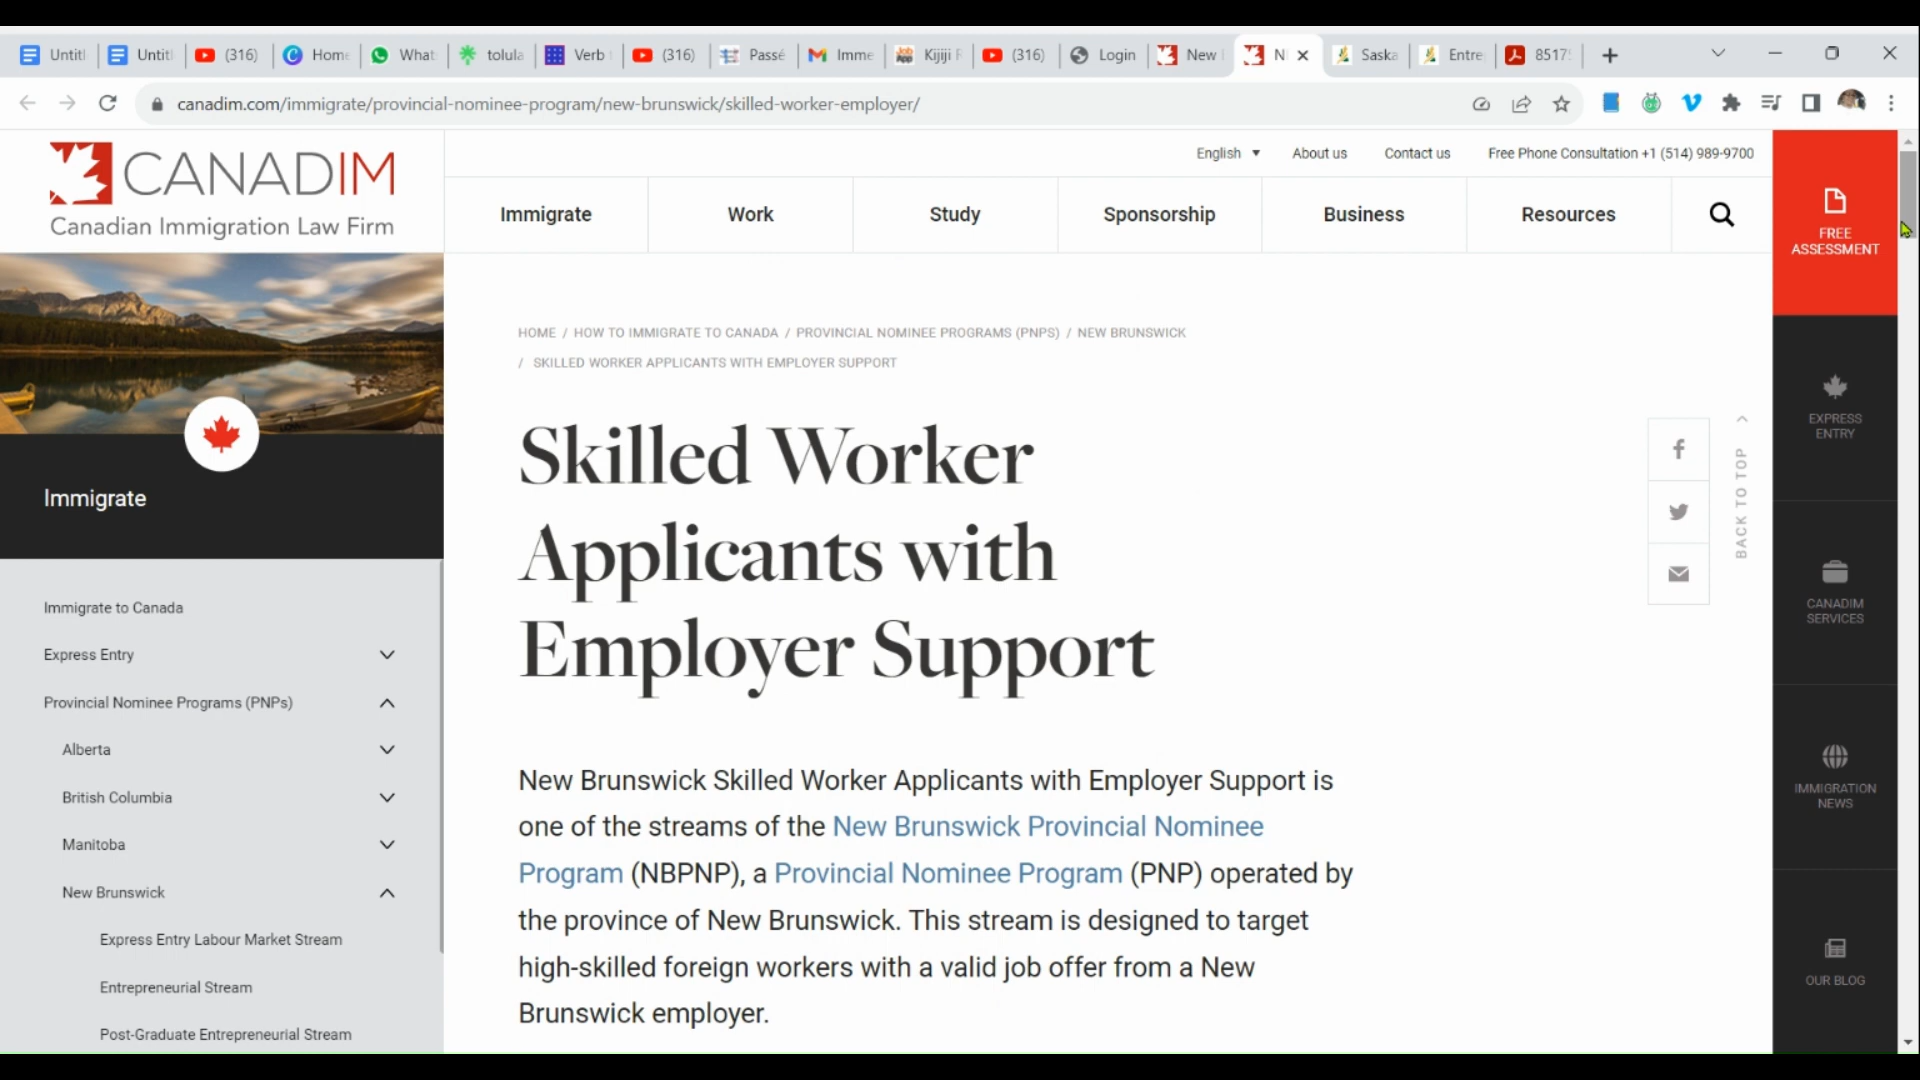 Untitl
Untitl
(316)
Home
What
tolula
Verb
(316)
Passé
Imme
Kijiji F
(316)
Login
New
N
Saska
Entre
8517
canadim.com/immigrate/provincial-nominee-program/new-brunswick/skilled-worker-employer/
CANADIM
Canadian Immigration Law Firm
English
About us
Contact us
Free Phone Consultation +1 (514) 989-9700
Immigrate
Work
Study
Sponsorship
Business
Resources
FREE
ASSESSMENT
EXPRESS
ENTRY
CANADIM
SERVICES
IMMIGRATION
NEWS
OUR BLOG
Immigrate
Immigrate to Canada
Express Entry
Provincial Nominee Programs (PNPs)
Alberta
British Columbia
Manitoba
New Brunswick
Express Entry Labour Market Stream
Entrepreneurial Stream
Post-Graduate Entrepreneurial Stream
HOME / HOW TO IMMIGRATE TO CANADA / PROVINCIAL NOMINEE PROGRAMS (PNPS) / NEW BRUNSWICK
/ SKILLED WORKER APPLICANTS WITH EMPLOYER SUPPORT
Skilled Worker
Applicants with
Employer Support
BACK TO TOP
New Brunswick Skilled Worker Applicants with Employer Support is
one of the streams of the New Brunswick Provincial Nominee
Program (NBPNP), a Provincial Nominee Program (PNP) operated by
the province of New Brunswick. This stream is designed to target
high-skilled foreign workers with a valid job offer from a New
Brunswick employer.